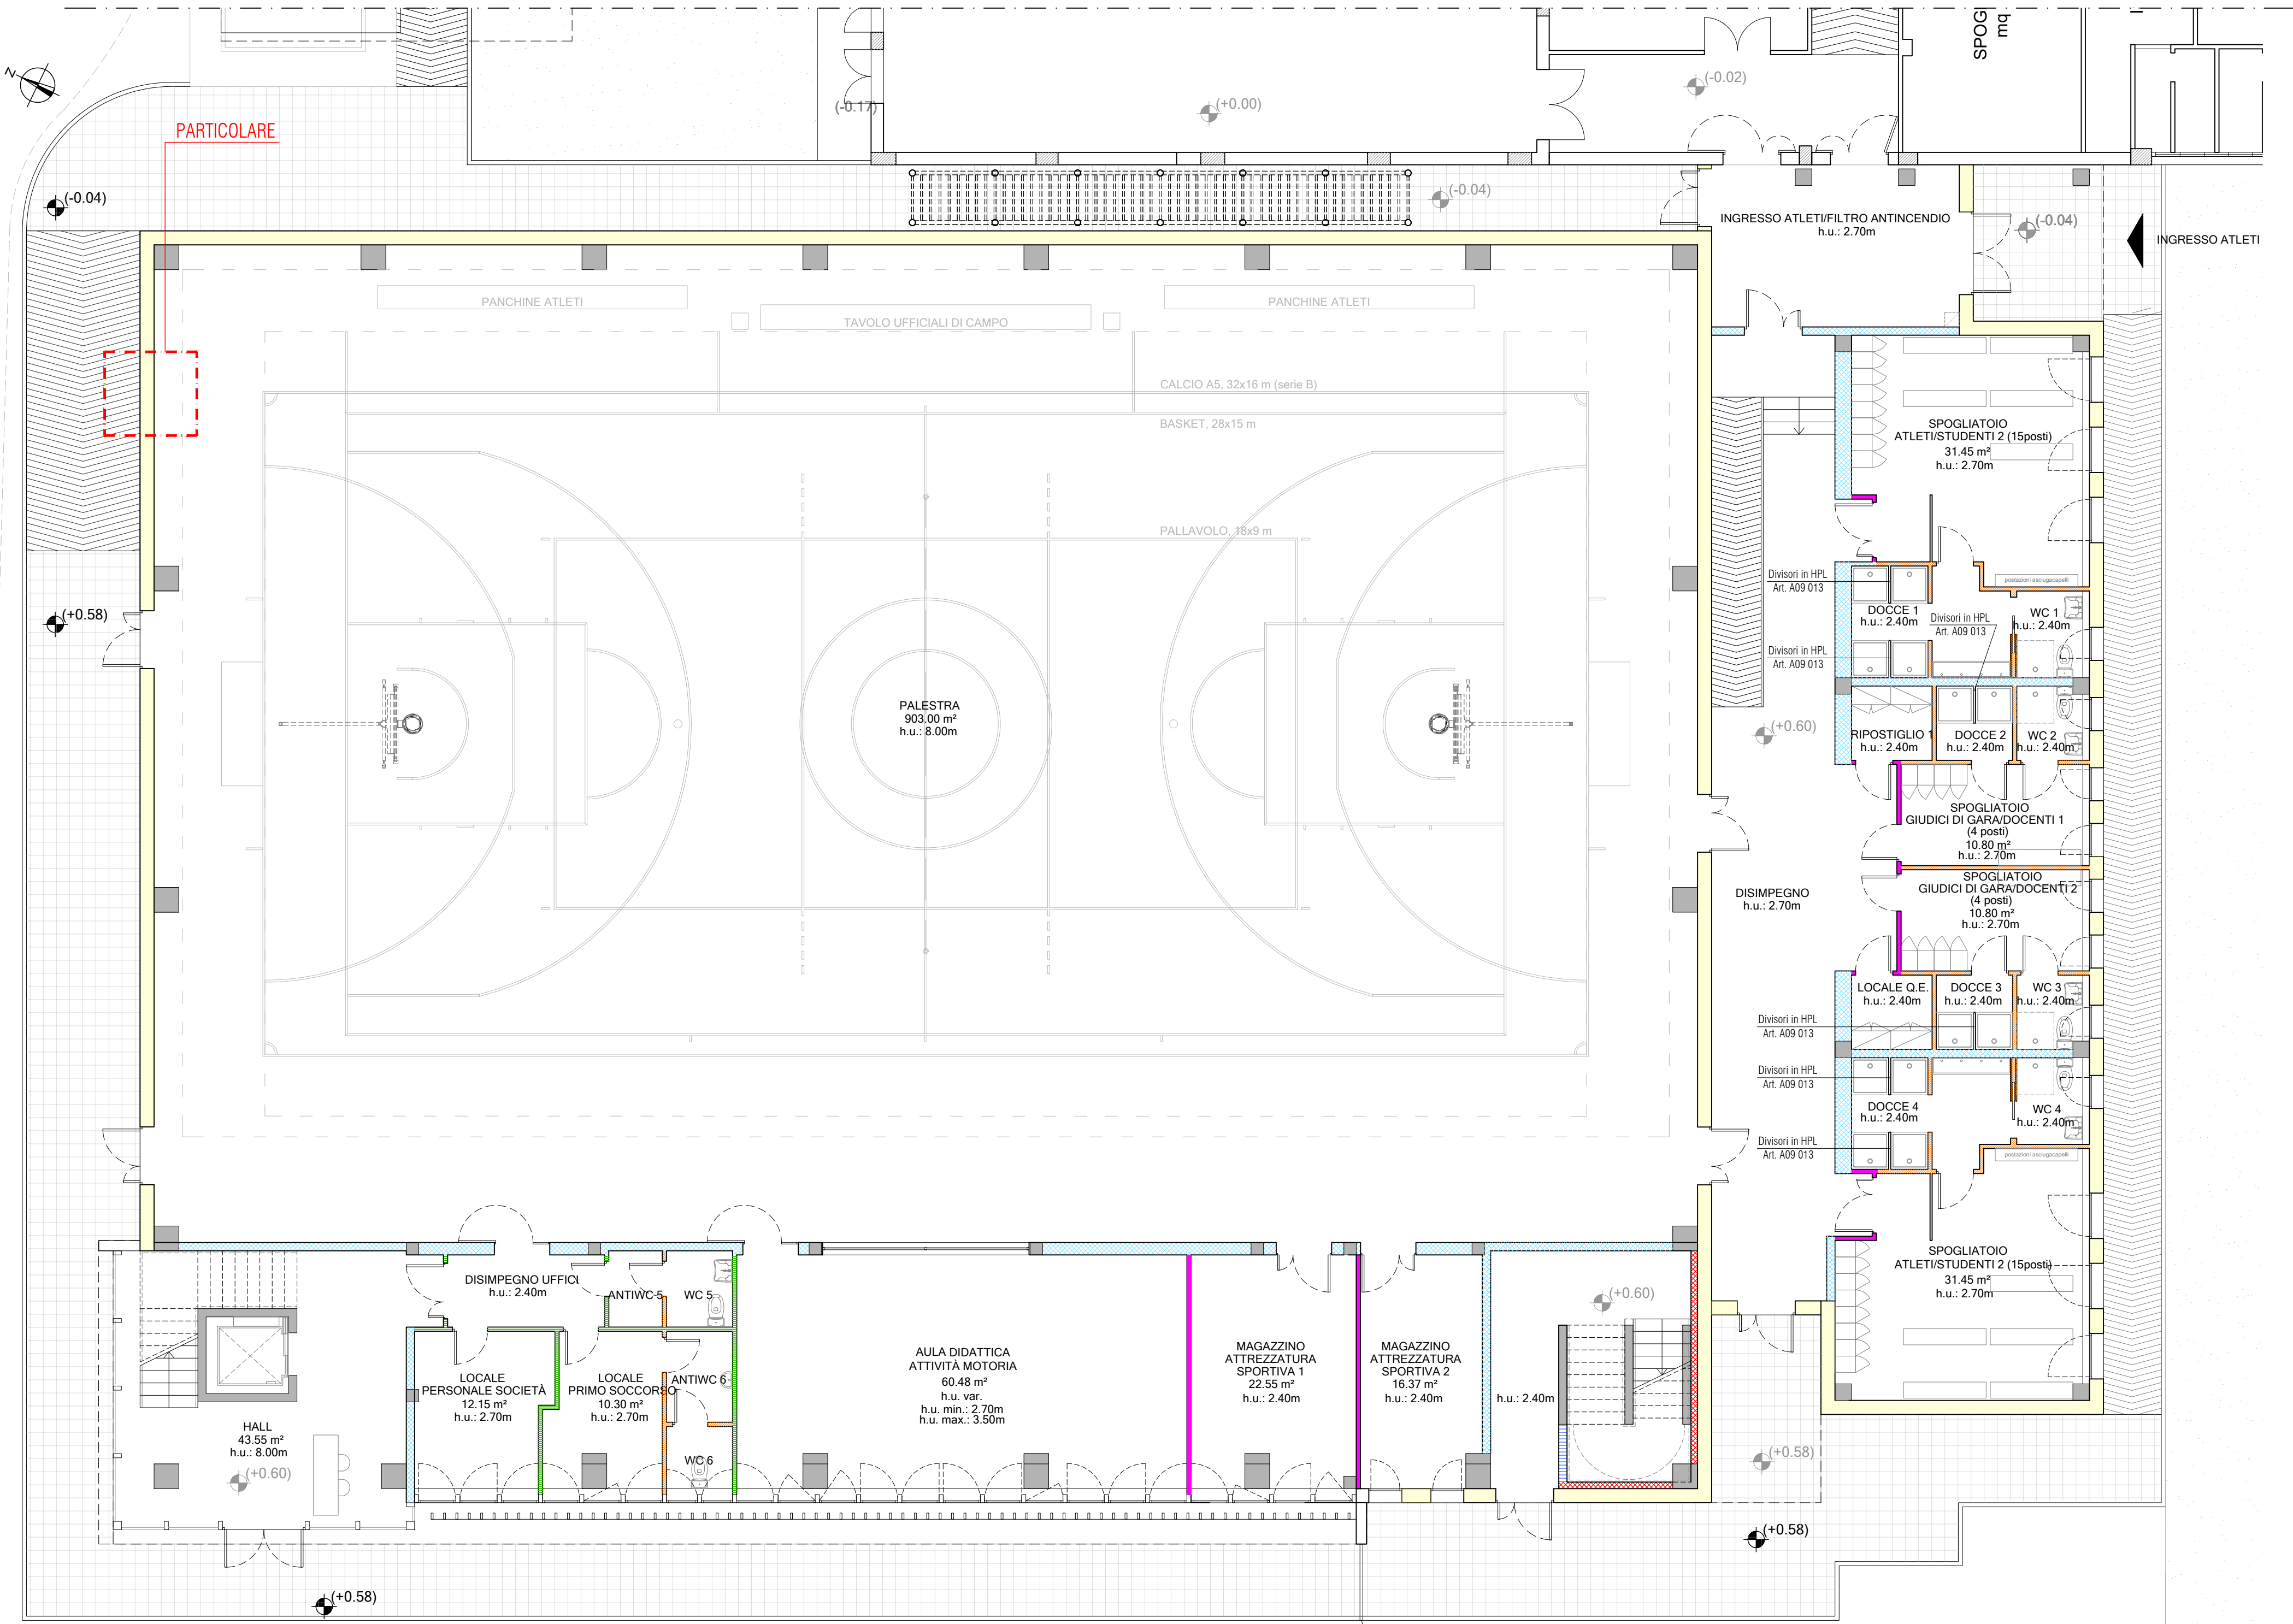 SPOGI
mq
N
(-0.02)
(-0.17)
(+0.00)
PARTICOLARE
(-0.04)
(-0.04)
INGRESSO ATLETI/FILTRO ANTINCENDIO
h.u.: 2.70m
(-0.04)
INGRESSO ATLETI
PANCHINE ATLETI
PANCHINE ATLETI
TAVOLO UFFICIALI DI CAMPO
CALCIO A5, 32x16 m (serie B)
BASKET, 28x15 m
PALLAVOLO, 18x9 m
SPOGLIATOIO
ATLETI/STUDENTI 2 (15posti)
31.45 m²
h.u.: 2.70m
postazioni asciugacapelli
Divisori in HPL
Art. A09 013
DOCCE 1
h.u.: 2.40m
Divisori in HPL
Art. A09 013
WC 1
h.u.: 2.40m
Divisori in HPL
Art. A09 013
(+0.58)
PALESTRA
903.00 m²
h.u.: 8.00m
(+0.60)
RIPOSTIGLIO 1
h.u.: 2.40m
DOCCE 2
h.u.: 2.40m
WC 2
h.u.: 2.40m
SPOGLIATOIO
GIUDICI DI GARA/DOCENTI 1
(4 posti)
10.80 m²
h.u.: 2.70m
DISIMPEGNO
h.u.: 2.70m
SPOGLIATOIO
GIUDICI DI GARA/DOCENTI 2
(4 posti)
10.80 m²
h.u.: 2.70m
LOCALE Q.E.
h.u.: 2.40m
DOCCE 3
h.u.: 2.40m
WC 3
h.u.: 2.40m
Divisori in HPL
Art. A09 013
Divisori in HPL
Art. A09 013
DOCCE 4
h.u.: 2.40m
WC 4
h.u.: 2.40m
Divisori in HPL
Art. A09 013
postazioni asciugacapelli
SPOGLIATOIO
ATLETI/STUDENTI 2 (15posti)
31.45 m²
h.u.: 2.70m
DISIMPEGNO UFFICI
h.u.: 2.40m
ANTIWC 5
WC 5
(+0.60)
LOCALE
PERSONALE SOCIETÀ
12.15 m²
h.u.: 2.70m
LOCALE
PRIMO SOCCORSO
10.30 m²
h.u.: 2.70m
ANTIWC 6
WC 6
AULA DIDATTICA
ATTIVITÀ MOTORIA
60.48 m²
h.u. var.
h.u. min.: 2.70m
h.u. max.: 3.50m
MAGAZZINO
ATTREZZATURA
SPORTIVA 1
22.55 m²
h.u.: 2.40m
MAGAZZINO
ATTREZZATURA
SPORTIVA 2
16.37 m²
h.u.: 2.40m
h.u.: 2.40m
HALL
43.55 m²
h.u.: 8.00m
(+0.60)
(+0.58)
(+0.58)
(+0.58)